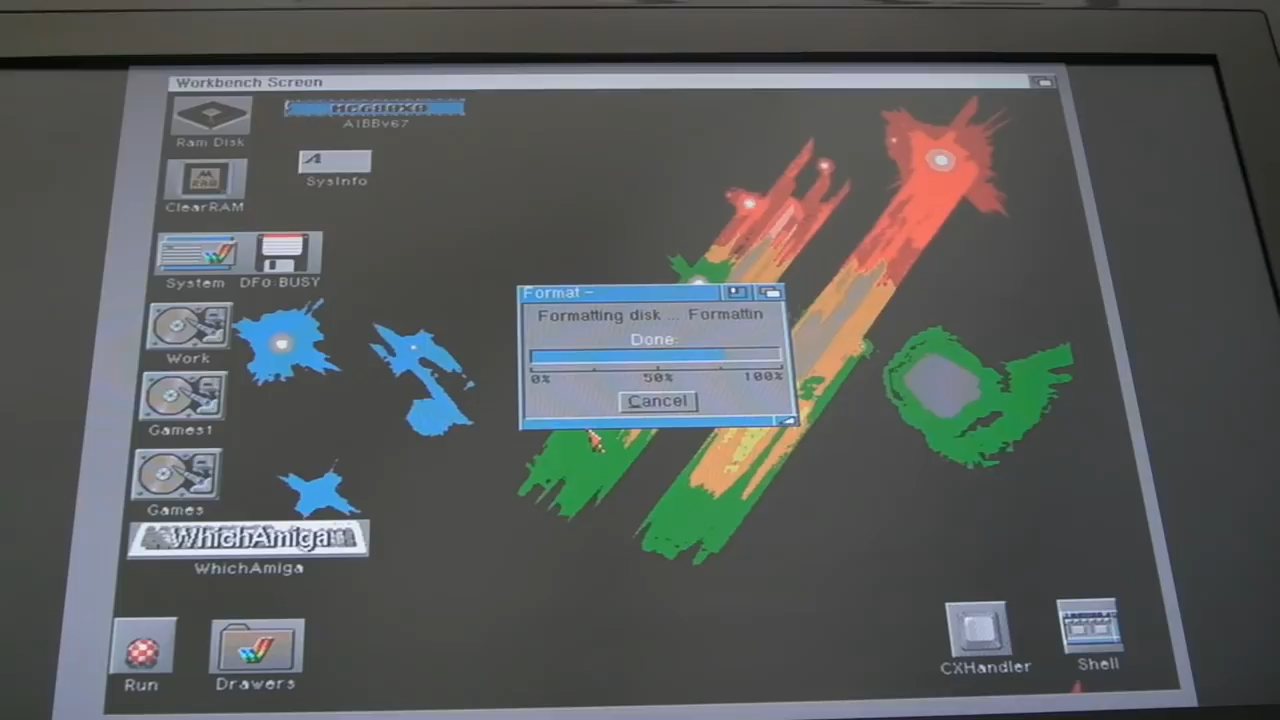 Workbench Screen
Ram Disk
AIBBv67
SysInfo
ClearRAM
System
DF0:BUSY
Format -
Formatting disk ... Formattin
Done:
0%
50%
100%
Cancel
Work
Games1
Games
WhichAmiga
WhichAmiga
CXHandler
Shell
Run
Drawers